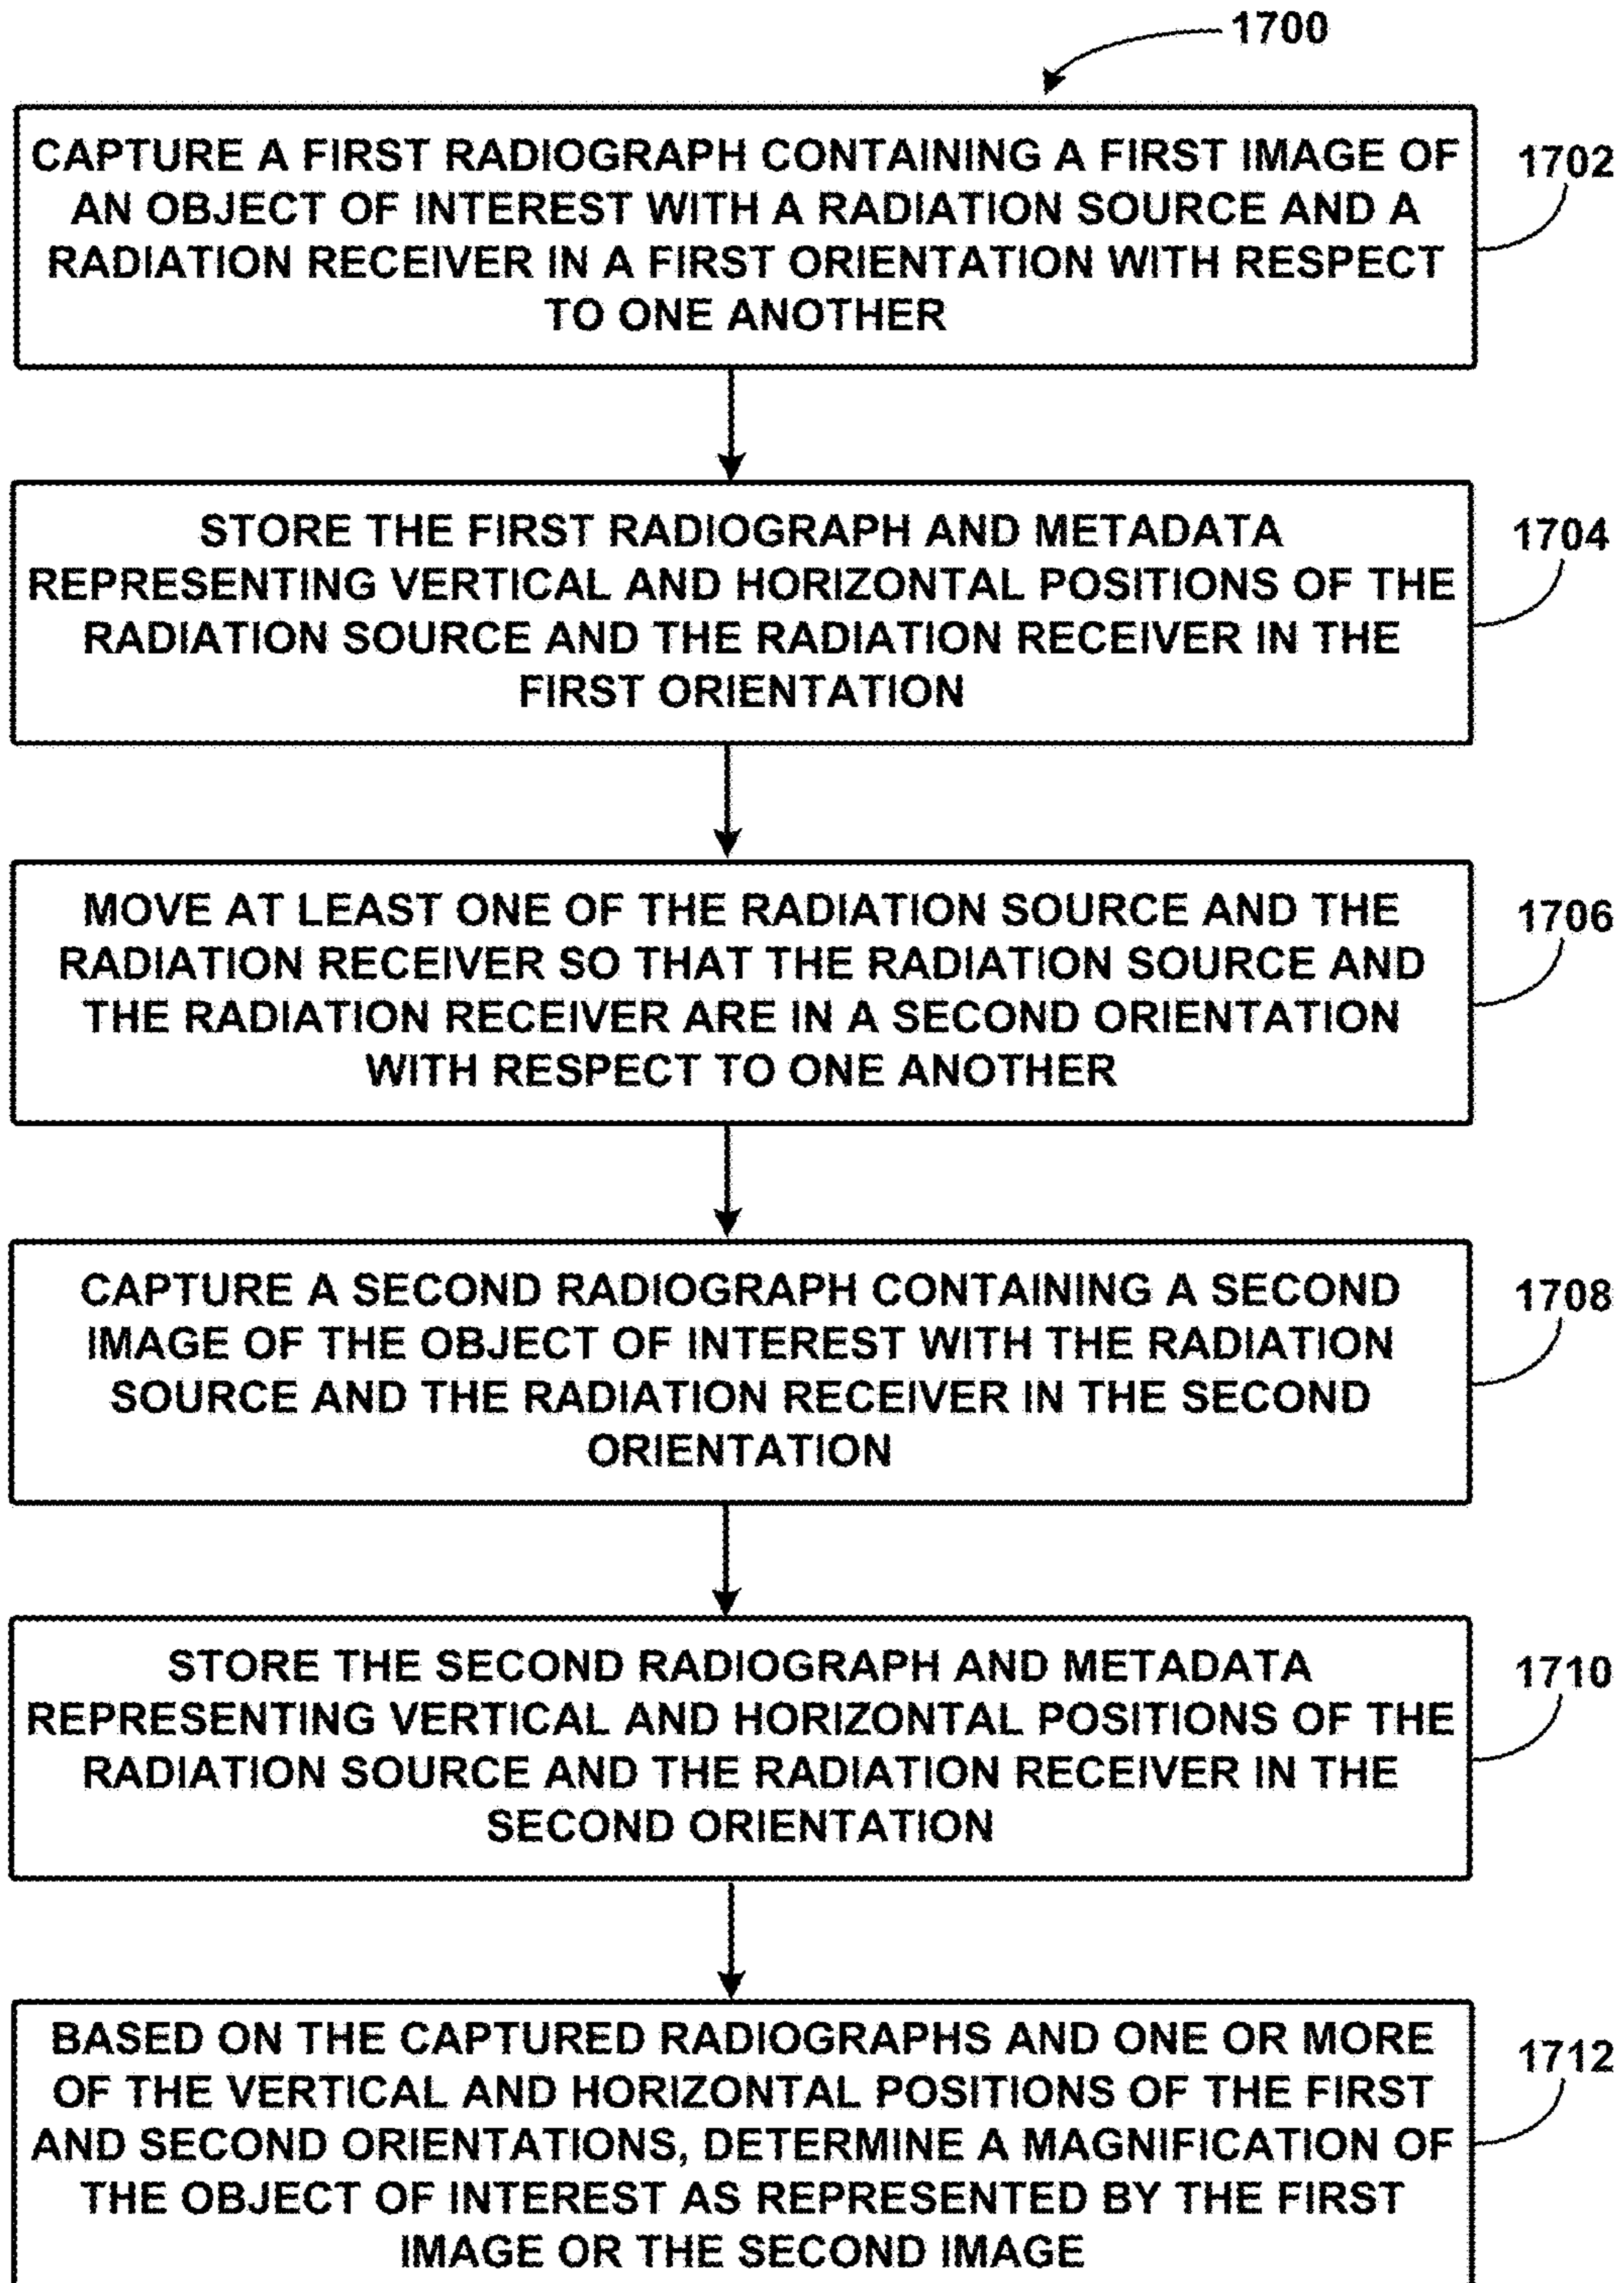 1700
CAPTURE A FIRST RADIOGRAPH CONTAINING A FIRST IMAGE OF
AN OBJECT OF INTEREST WITH A RADIATION SOURCE AND A
RADIATION RECEIVER IN A FIRST ORIENTATION WITH RESPECT
TO ONE ANOTHER
1702
STORE THE FIRST RADIOGRAPH AND METADATA
REPRESENTING VERTICAL AND HORIZONTAL POSITIONS OF THE
RADIATION SOURCE AND THE RADIATION RECEIVER IN THE
FIRST ORIENTATION
1704
MOVE AT LEAST ONE OF THE RADIATION SOURCE AND THE
RADIATION RECEIVER SO THAT THE RADIATION SOURCE AND
THE RADIATION RECEIVER ARE IN A SECOND ORIENTATION
WITH RESPECT TO ONE ANOTHER
1706
CAPTURE A SECOND RADIOGRAPH CONTAINING A SECOND
IMAGE OF THE OBJECT OF INTEREST WITH THE RADIATION
SOURCE AND THE RADIATION RECEIVER IN THE SECOND
ORIENTATION
1708
STORE THE SECOND RADIOGRAPH AND METADATA
REPRESENTING VERTICAL AND HORIZONTAL POSITIONS OF THE
RADIATION SOURCE AND THE RADIATION RECEIVER IN THE
SECOND ORIENTATION
1710
BASED ON THE CAPTURED RADIOGRAPHS AND ONE OR MORE
OF THE VERTICAL AND HORIZONTAL POSITIONS OF THE FIRST
AND SECOND ORIENTATIONS, DETERMINE A MAGNIFICATION OF
THE OBJECT OF INTEREST AS REPRESENTED BY THE FIRST
IMAGE OR THE SECOND IMAGE
1712